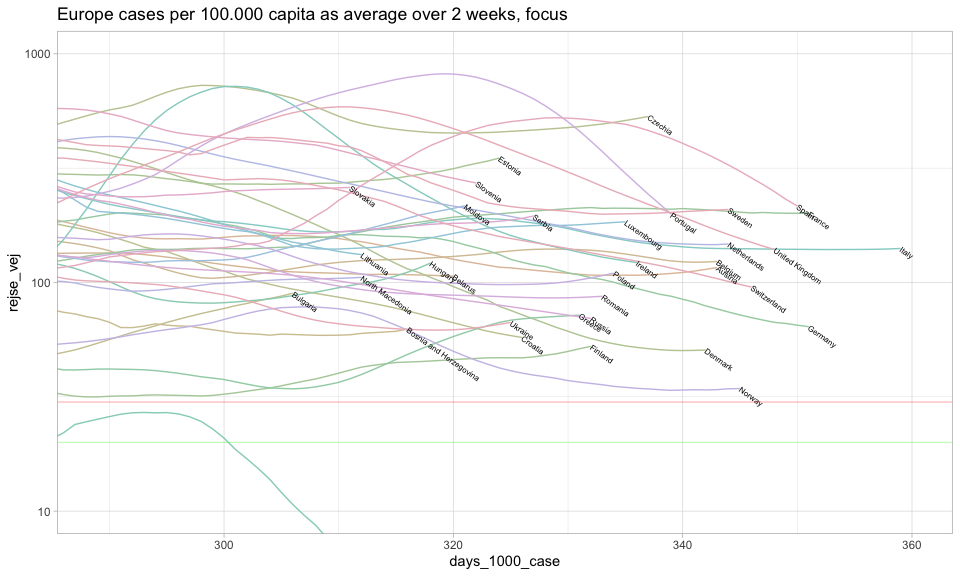 Europe cases per 100.000 capita as average over 2 weeks, focus
1000
100
10
rejse_vej
Czechia
Estonia
Slovenia
Slovakia
Moldova
Serbia
Luxembourg
Portugal
Sweden
Spain
France
Italy
Netherlands
United Kingdom
Lithuania
Hungary
Belarus
Ireland
Poland
Belgium
Austria
Switzerland
North Macedonia
Bulgaria
Romania
Russia
Greece
Ukraine
Croatia
Bosnia and Herzegovina
Finland
Denmark
Germany
Norway
300
320
340
360
days_1000_case